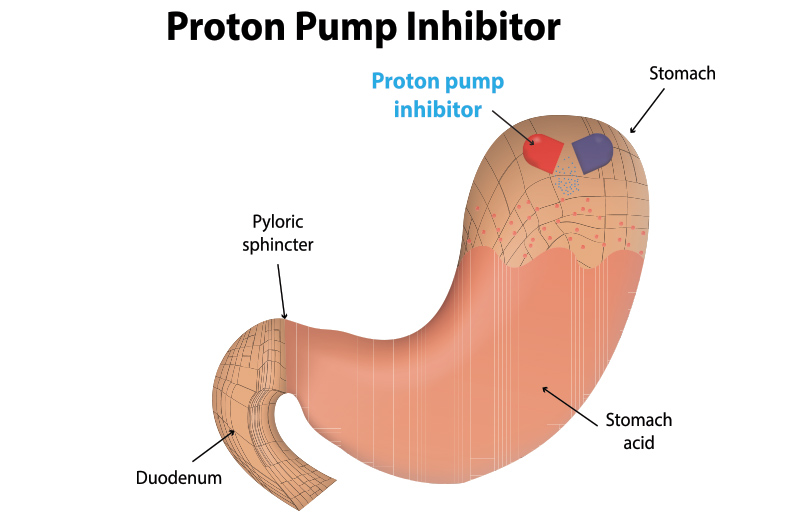 Proton Pump Inhibitor
Proton pump
inhibitor
Stomach
Pyloric
sphincter
Stomach
acid
Duodenum